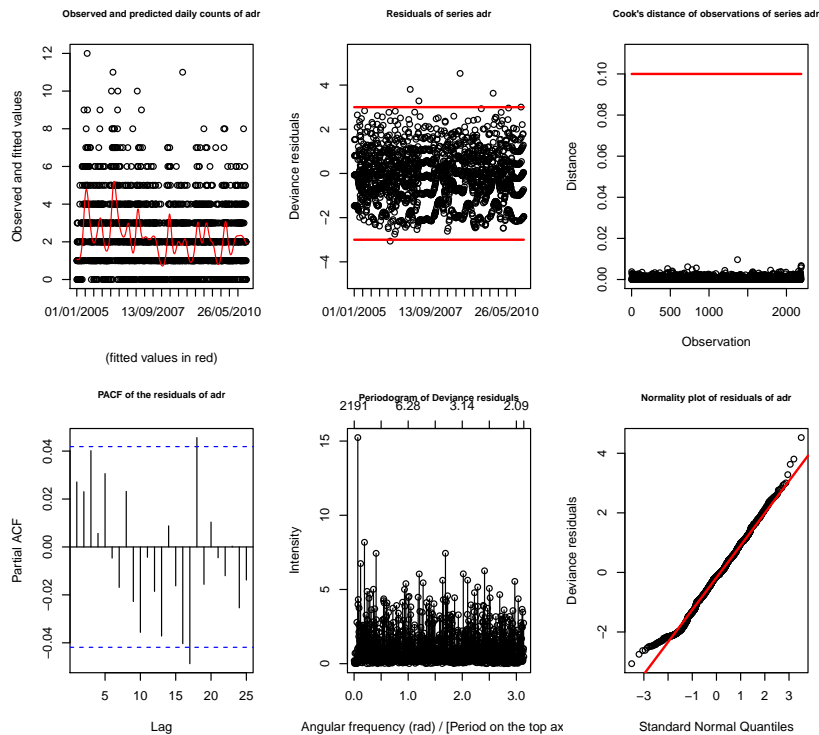 Observed and predicted daily counts of adr
Observed and fitted values
0 2 4 6 8 10 12
01/01/2005 13/09/2007 26/05/2010
(fitted values in red)
Residuals of series adr
Deviance residuals
−4 −2 0 2 4
01/01/2005 13/09/2007 26/05/2010
Cook's distance of observations of series adr
Distance
0.00 0.02 0.04 0.06 0.08 0.10
0 500 1000 2000
Observation
PACF of the residuals of adr
Partial ACF
−0.04 −0.02 0.00 0.02 0.04
5 10 15 20 25
Lag
Periodogram of Deviance residuals
2191 6.28 3.14 2.09
Intensity
0 5 10 15
0.0 1.0 2.0 3.0
Angular frequency (rad) / [Period on the top ax
Normality plot of residuals of adr
Deviance residuals
−2 0 2 4
−3 −1 0 1 2 3
Standard Normal Quantiles